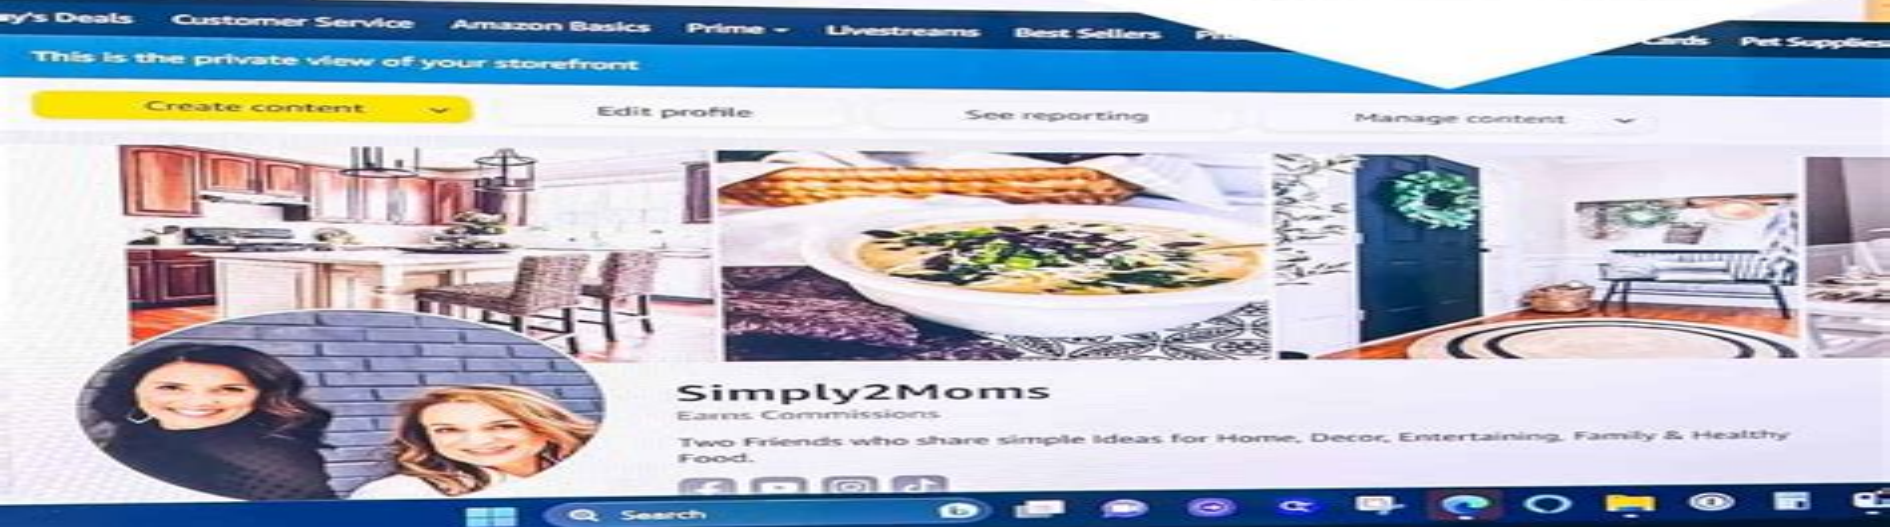 Deals Customer Service Amazon Basics Prime Livestreams Best Sellers Pet Supplies
This is the private view of your storefront
Create content Edit profile See reporting Manage content
Simply2Moms
Earns Commissions
Two Friends who share simple Ideas for Home, Decor, Entertaining, Family & Healthy
Food.
Search